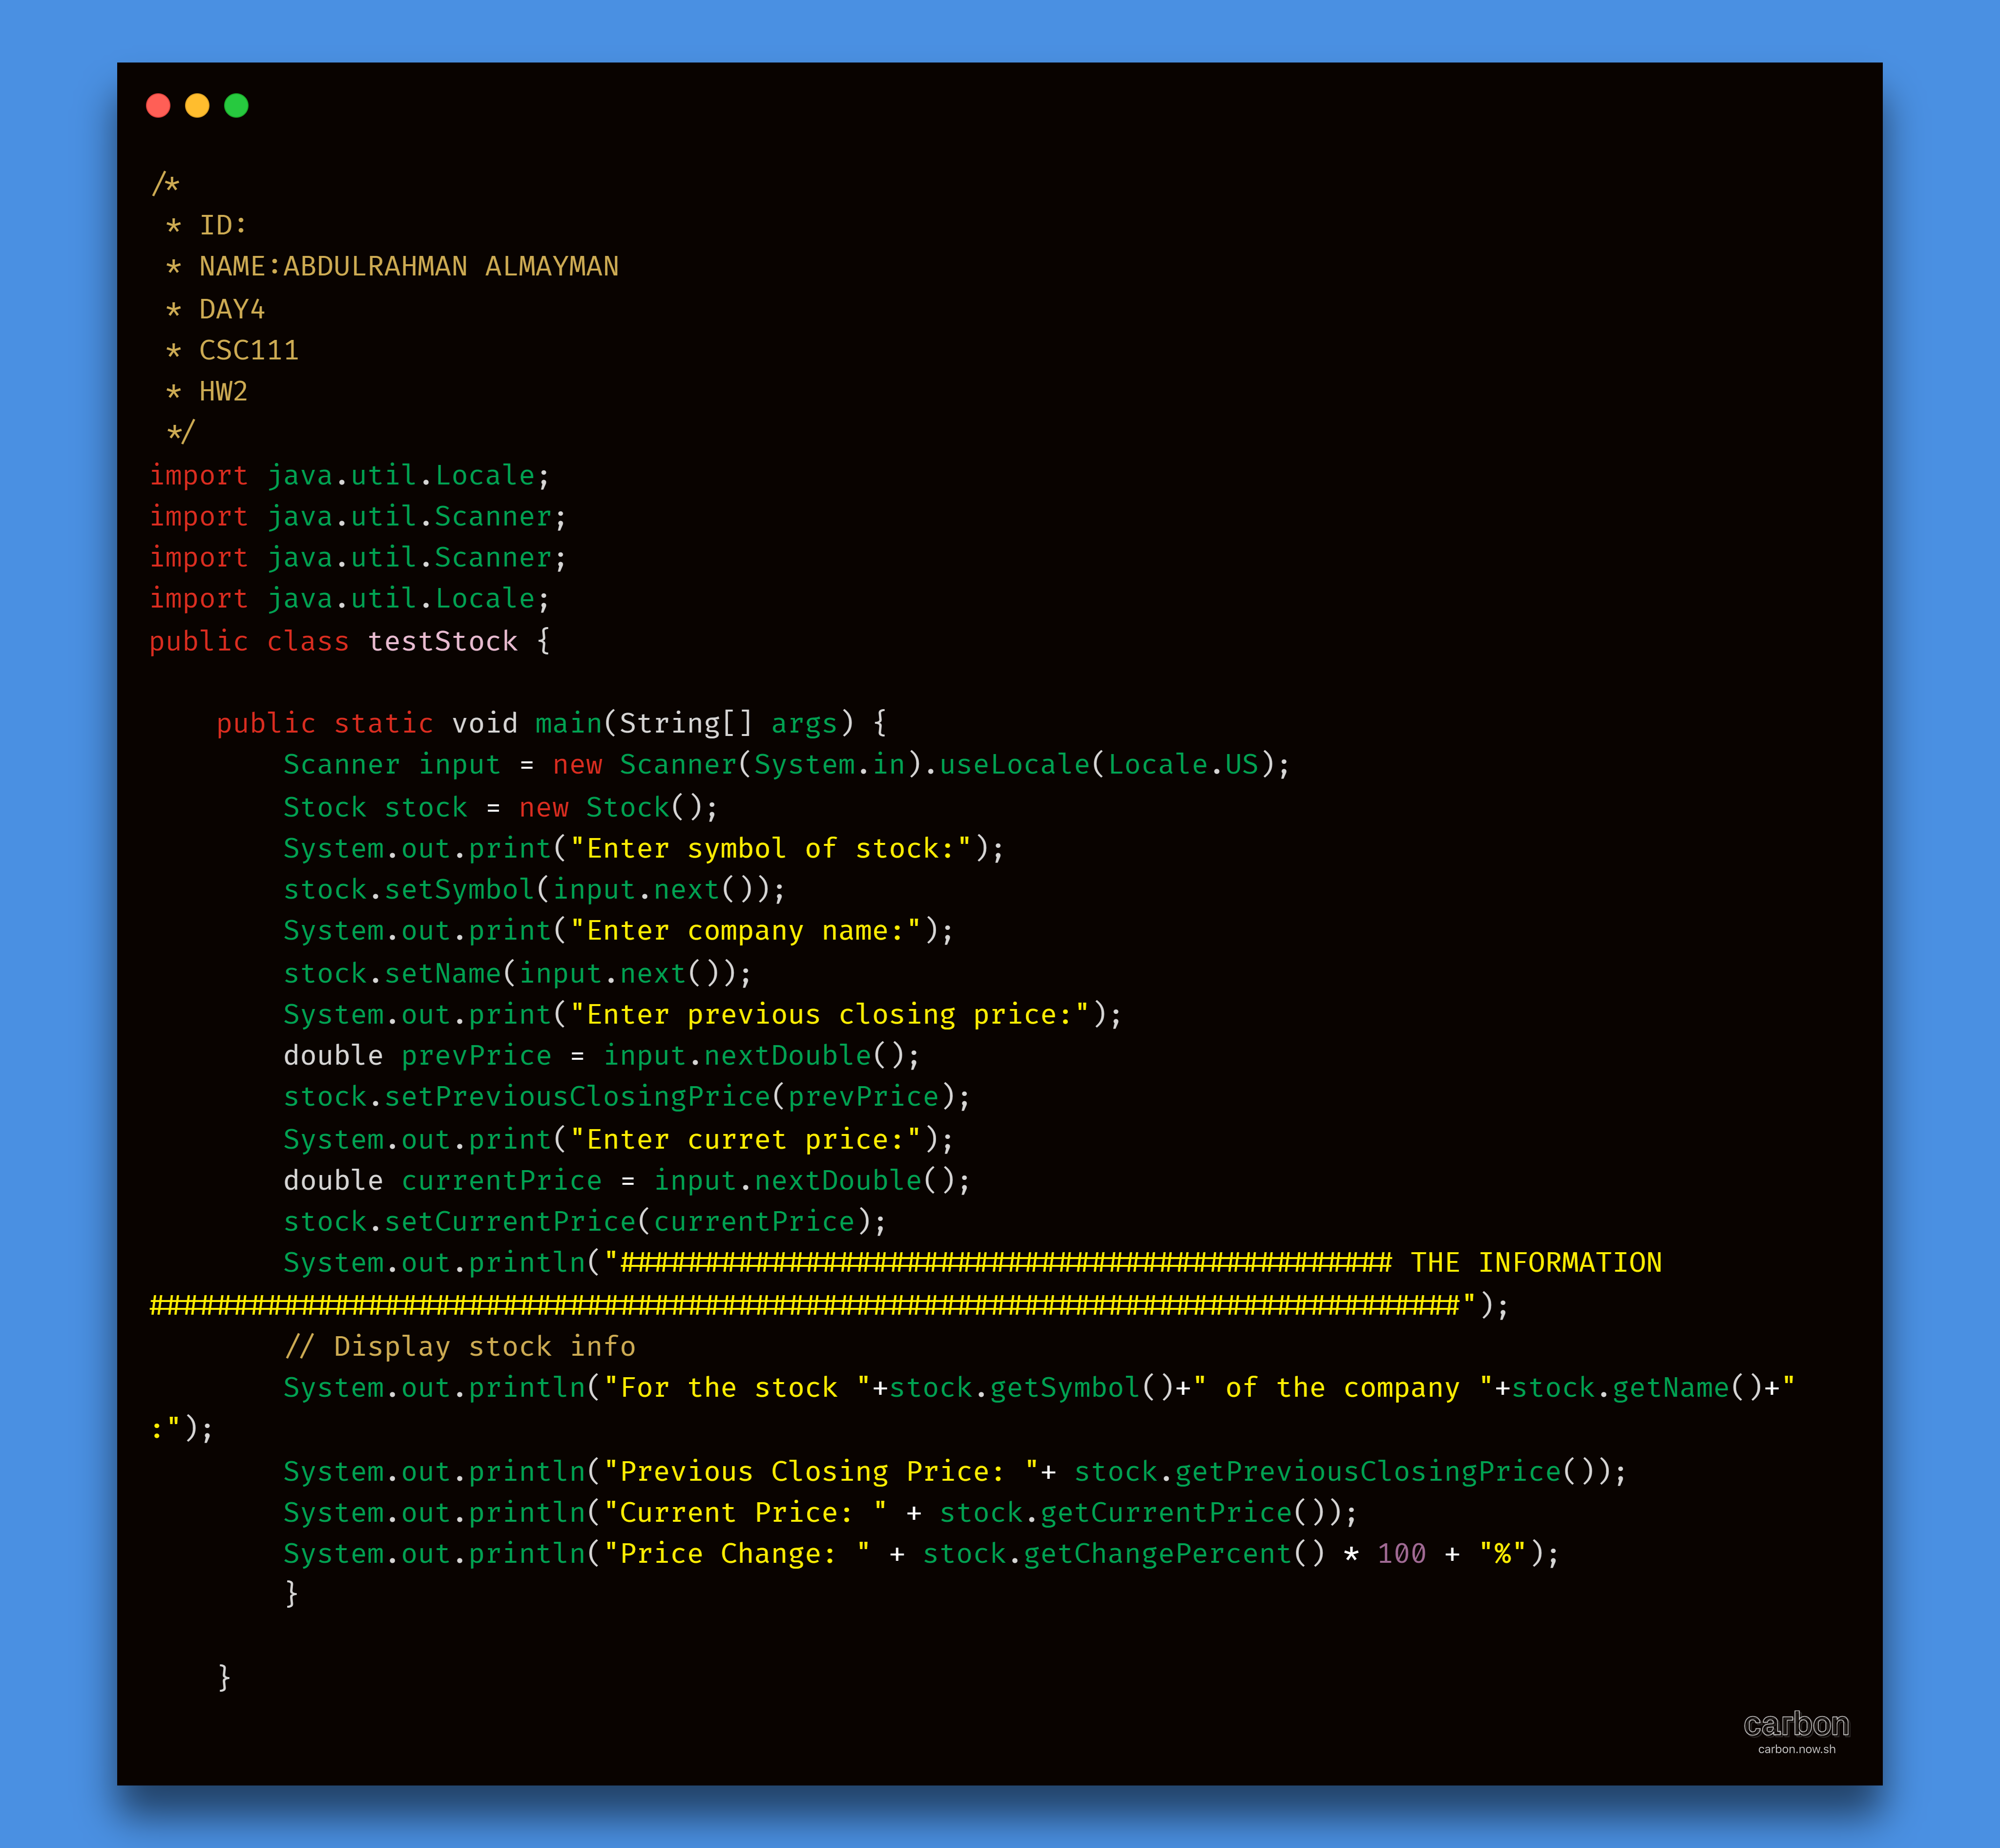 /*
 * ID:
 * NAME:ABDULRAHMAN ALMAYMAN
 * DAY4
 * CSC111
 * HW2
 */
import java.util.Locale;
import java.util.Scanner;
import java.util.Scanner;
import java.util.Locale;
public class testStock {
    public static void main(String[] args) {
        Scanner input = new Scanner(System.in).useLocale(Locale.US);
        Stock stock = new Stock();
        System.out.print("Enter symbol of stock:");
        stock.setSymbol(input.next());
        System.out.print("Enter company name:");
        stock.setName(input.next());
        System.out.print("Enter previous closing price:");
        double prevPrice = input.nextDouble();
        stock.setPreviousClosingPrice(prevPrice);
        System.out.print("Enter curret price:");
        double currentPrice = input.nextDouble();
        stock.setCurrentPrice(currentPrice);
        System.out.println("############################################## THE INFORMATION
##############################################################################");
        // Display stock info
        System.out.println("For the stock "+stock.getSymbol()+" of the company "+stock.getName()+"
:");
        System.out.println("Previous Closing Price: "+ stock.getPreviousClosingPrice());
        System.out.println("Current Price: " + stock.getCurrentPrice());
        System.out.println("Price Change: " + stock.getChangePercent() * 100 + "%");
        }
    }
carbon
carbon.now.sh